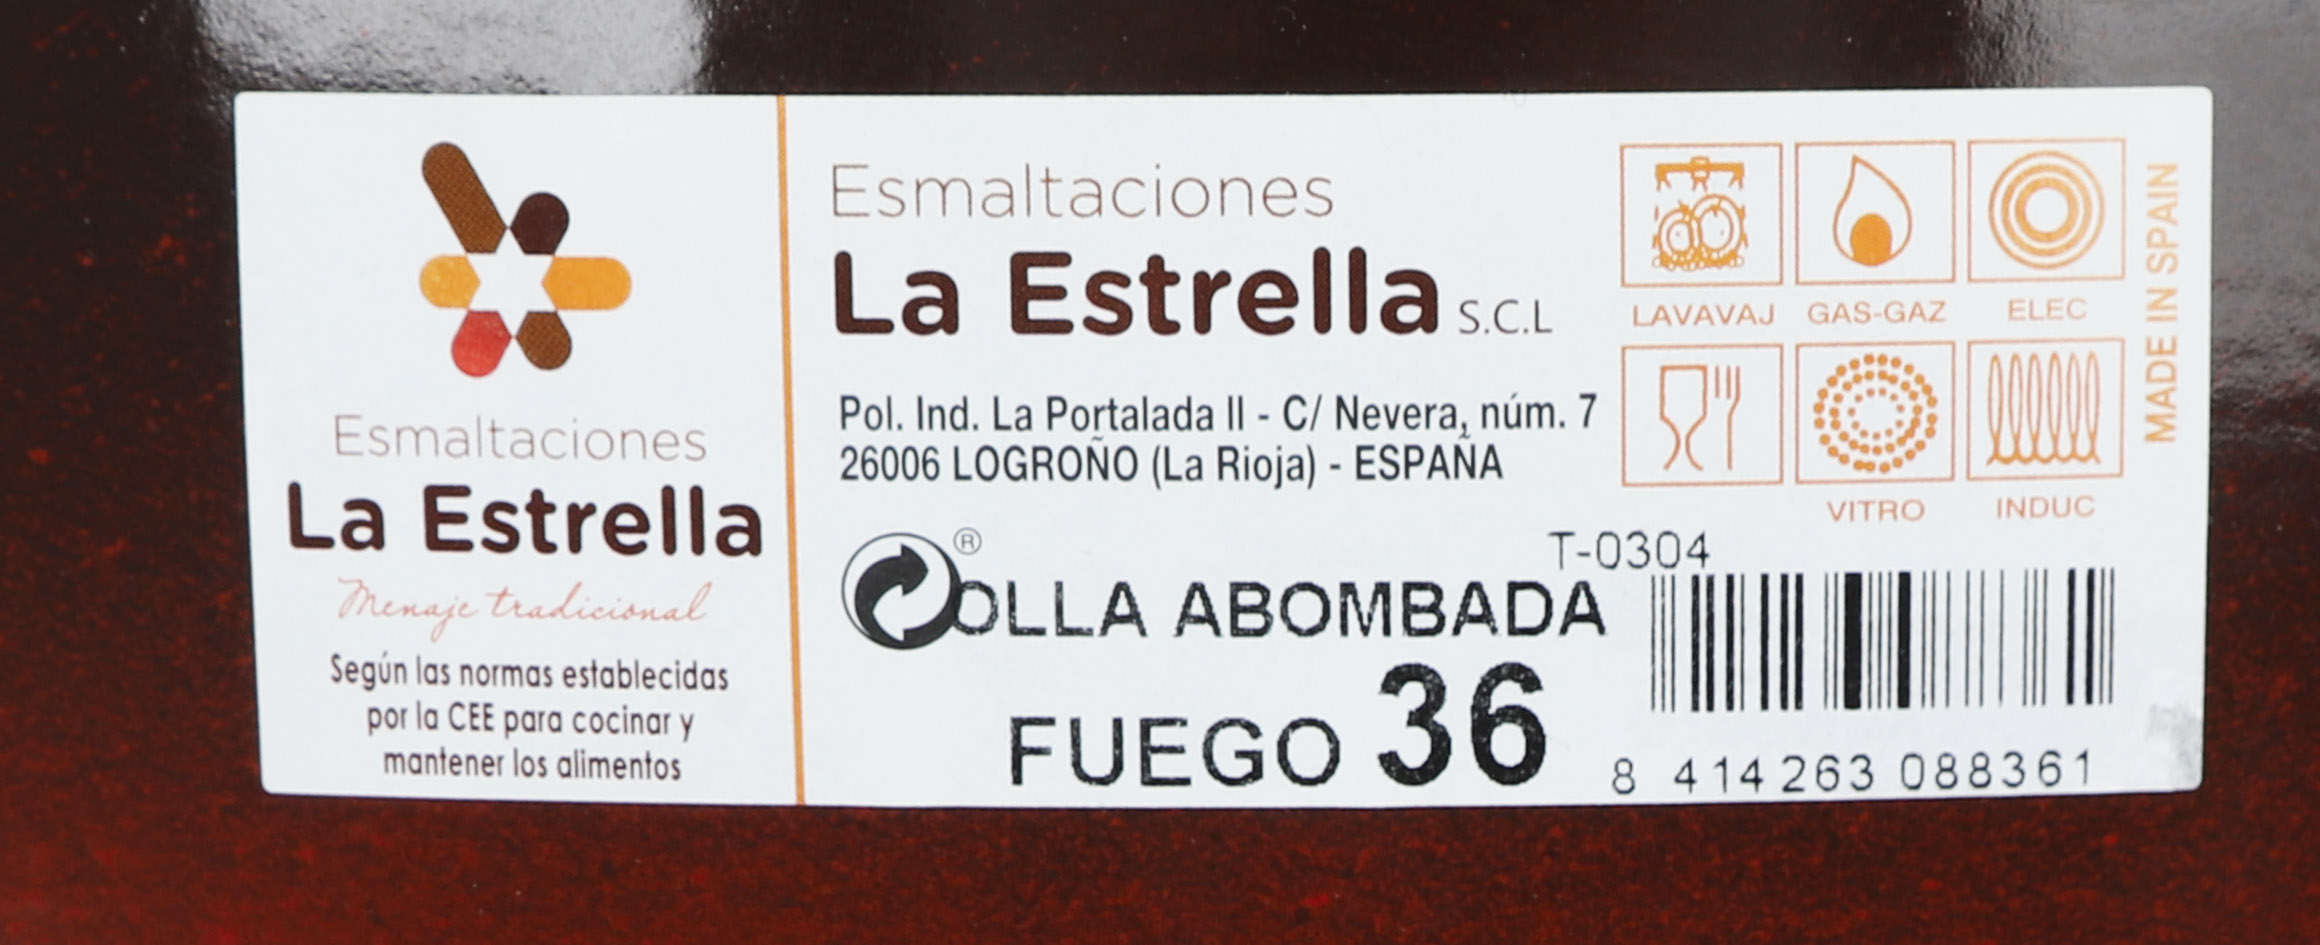 Esmaltaciones
La Estrella
Menaje tradicional
Según las normas establecidas
por la CEE para cocinar y
mantener los alimentos
Esmaltaciones
La Estrella S.C.L
Pol. Ind. La Portalada II - C/ Nevera, núm. 7
26006 LOGROÑO (La Rioja) - ESPAÑA
®
OLLA ABOMBADA
FUEGO 36
LAVAVAJ GAS-GAZ ELEC
VITRO INDUC
MADE IN SPAIN
T-0304
8 414263 088361